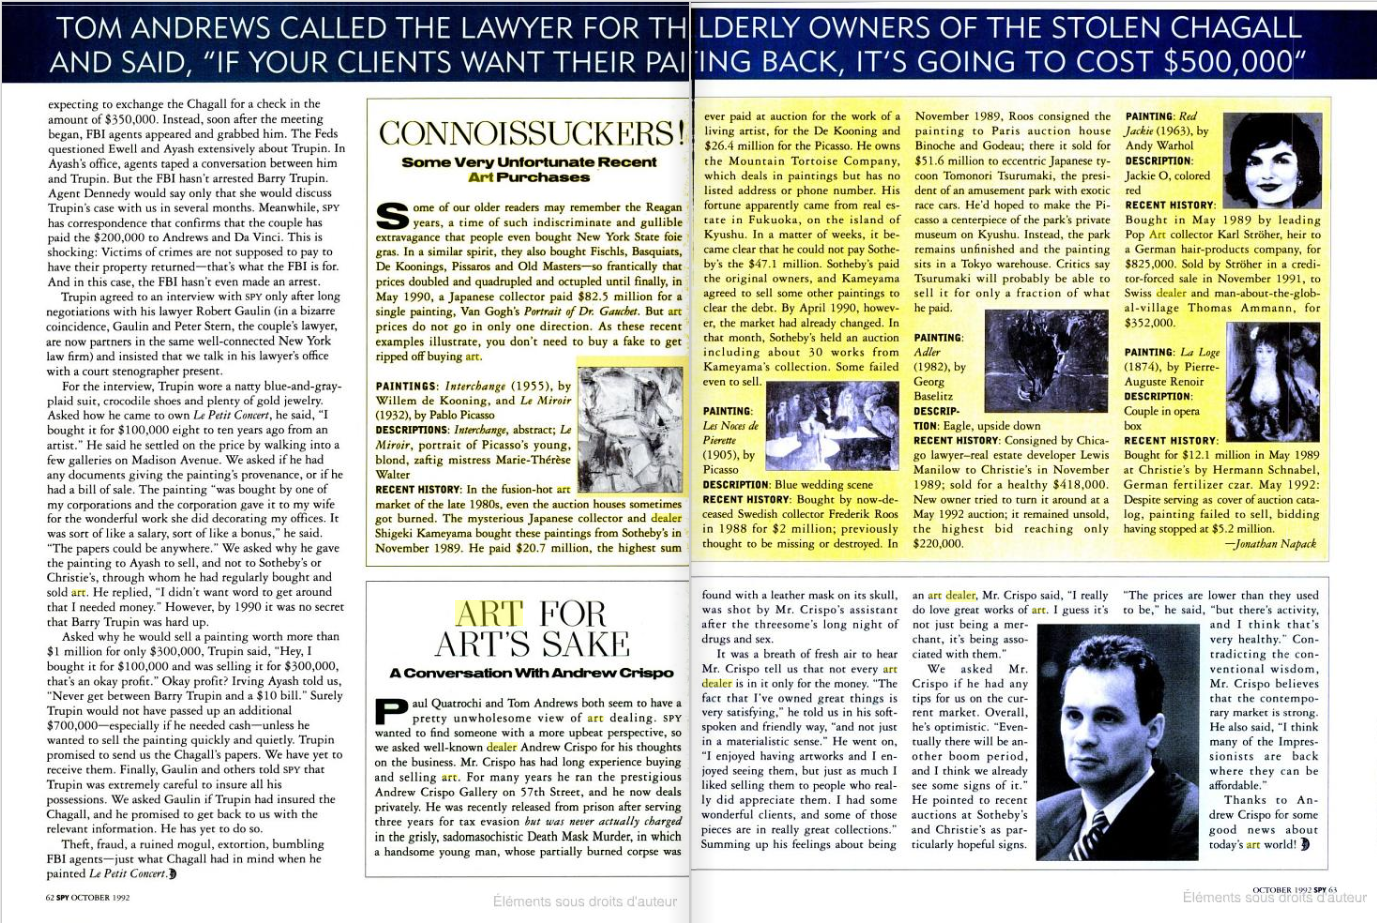 TOM ANDREWS CALLED THE LAWYER FOR TH LDERLY OWNERS OF THE STOLEN CHAGALL
AND SAID, “IF YOUR CLIENTS WANT THEIR PAI ING BACK, IT’S GOING TO COST $500,000”
expecting to exchange the Chagall for a check in the
amount of $350,000. Instead, soon after the meeting
began, FBI agents appeared and grabbed him. The Feds
questioned Ewell and Ayash extensively about Trupin. In
Ayash’s office, agents taped a conversation between him
and Trupin. But the FBI hasn’t arrested Barry Trupin.
Agent Dennedy would say only that she would discuss
Trupin’s case with us in several months. Meanwhile, SPY
has correspondence that confirms that the couple has
paid the $200,000 to Andrews and Da Vinci. This is
shocking: Victims of crimes are not supposed to pay to
have their property returned—that’s what the FBI is for.
And in this case, the FBI hasn’t even made an arrest.
Trupin agreed to an interview with SPY only after long
negotiations with his lawyer Robert Gaulin (in a bizarre
coincidence, Gaulin and Peter Stern, the couple’s lawyer,
are now partners in the same well-connected New York
law firm) and insisted that we talk in his lawyer’s office
with a court stenographer present.
For the interview, Trupin wore a natty blue-and-gray-
plaid suit, crocodile shoes and plenty of gold jewelry.
Asked how he came to own Le Petit Concert, he said, “I
bought it for $100,000 eight to ten years ago from an
artist.” He said he settled on the price by walking into a
few galleries on Madison Avenue. We asked if he had
any documents giving the painting’s provenance, or if he
had a bill of sale. The painting “was bought by one of
my corporations and the corporation gave it to my wife
for the wonderful work she did decorating my offices. It
was sort of like a salary, sort of like a bonus,” he said.
“The papers could be anywhere.” We asked why he gave
the painting to Ayash to sell, and not to Sotheby’s or
Christie’s, through whom he had regularly bought and
sold art. He replied, “I didn’t want word to get around
that I needed money.” However, by 1990 it was no secret
that Barry Trupin was hard up.
Asked why he would sell a painting worth more than
$1 million for only $300,000, Trupin said, “Hey, I
bought it for $100,000 and was selling it for $300,000,
that’s an okay profit.” Okay profit? Irving Ayash told us,
“Never get between Barry Trupin and a $10 bill.” Surely
Trupin would not have passed up an additional
$700,000—especially if he needed cash—unless he
wanted to sell the painting quickly and quietly. Trupin
promised to send us the Chagall’s papers. We have yet to
receive them. Finally, Gaulin and others told SPY that
Trupin was extremely careful to insure all his
possessions. We asked Gaulin if Trupin had insured the
Chagall, and he promised to get back to us with the
relevant information. He has yet to do so.
Theft, fraud, a ruined mogul, extortion, bumbling
FBI agents—just what Chagall had in mind when he
painted Le Petit Concert.
62 SPY OCTOBER 1992
CONNOISSUCKERS!
Some Very Unfortunate Recent
Art Purchases
Some of our older readers may remember the Reagan
years, a time of such indiscriminate and gullible
extravagance that people even bought New York State foie
gras. In a similar spirit, they also bought Fischls, Basquiats,
De Koonings, Pissaros and Old Masters—so frantically that
prices doubled and quadrupled and octupled until finally, in
May 1990, a Japanese collector paid $82.5 million for a
single painting, Van Gogh’s Portrait of Dr. Gauchet. But art
prices do not go in only one direction. As these recent
examples illustrate, you don’t need to buy a fake to get
ripped off buying art.
PAINTINGS: Interchange (1955), by
Willem de Kooning, and Le Miroir
(1932), by Pablo Picasso
DESCRIPTIONS: Interchange, abstract; Le
Miroir, portrait of Picasso’s young,
blond, zaftig mistress Marie-Thérèse
Walter
RECENT HISTORY: In the fusion-hot art
market of the late 1980s, even the auction houses sometimes
got burned. The mysterious Japanese collector and dealer
Shigeki Kameyama bought these paintings from Sotheby’s in
November 1989. He paid $20.7 million, the highest sum
ever paid at auction for the work of a
living artist, for the De Kooning and
$26.4 million for the Picasso. He owns
the Mountain Tortoise Company,
which deals in paintings but has no
listed address or phone number. His
fortune apparently came from real es-
tate in Fukuoka, on the island of
Kyushu. In a matter of weeks, it be-
came clear that he could not pay Sothe-
by’s the $47.1 million. Sotheby’s paid
the original owners, and Kameyama
agreed to sell some other paintings to
clear the debt. By April 1990, howev-
er, the market had already changed. In
that month, Sotheby’s held an auction
including about 30 works from
Kameyama’s collection. Some failed
even to sell.
PAINTING:
Les Noces de
Pierette
(1905), by
Picasso
DESCRIPTION: Blue wedding scene
RECENT HISTORY: Bought by now-de-
ceased Swedish collector Frederik Roos
in 1988 for $2 million; previously
thought to be missing or destroyed. In
November 1989, Roos consigned the
painting to Paris auction house
Binoche and Godeau; there it sold for
$51.6 million to eccentric Japanese ty-
coon Tomonori Tsurumaki, the presi-
dent of an amusement park with exotic
race cars. He’d hoped to make the Pi-
casso a centerpiece of the park’s private
museum on Kyushu. Instead, the park
remains unfinished and the painting
sits in a Tokyo warehouse. Critics say
Tsurumaki will probably be able to
sell it for only a fraction of what
he paid.
PAINTING:
Adler
(1982), by
Georg
Baselitz
DESCRIP-
TION: Eagle, upside down
RECENT HISTORY: Consigned by Chica-
go lawyer–real estate developer Lewis
Manilow to Christie’s in November
1989; sold for a healthy $418,000.
New owner tried to turn it around at a
May 1992 auction; it remained unsold,
the highest bid reaching only
$220,000.
PAINTING: Red
Jackie (1963), by
Andy Warhol
DESCRIPTION:
Jackie O, colored
red
RECENT HISTORY:
Bought in May 1989 by leading
Pop Art collector Karl Ströher, heir to
a German hair-products company, for
$825,000. Sold by Ströher in a credi-
tor-forced sale in November 1991, to
Swiss dealer and man-about-the-glob-
al-village Thomas Ammann, for
$352,000.
PAINTING: La Loge
(1874), by Pierre-
Auguste Renoir
DESCRIPTION:
Couple in opera
box
RECENT HISTORY:
Bought for $12.1 million in May 1989
at Christie’s by Hermann Schnabel,
German fertilizer czar. May 1992:
Despite serving as cover of auction cata-
log, painting failed to sell, bidding
having stopped at $5.2 million.
—Jonathan Napack
ART FOR
ART’S SAKE
A Conversation With Andrew Crispo
Paul Quatrochi and Tom Andrews both seem to have a
pretty unwholesome view of art dealing. SPY
wanted to find someone with a more upbeat perspective, so
we asked well-known dealer Andrew Crispo for his thoughts
on the business. Mr. Crispo has had long experience buying
and selling art. For many years he ran the prestigious
Andrew Crispo Gallery on 57th Street, and he now deals
privately. He was recently released from prison after serving
three years for tax evasion but was never actually charged
in the grisly, sadomasochistic Death Mask Murder, in which
a handsome young man, whose partially burned corpse was
found with a leather mask on its skull,
was shot by Mr. Crispo’s assistant
after the threesome’s long night of
drugs and sex.
It was a breath of fresh air to hear
Mr. Crispo tell us that not every art
dealer is in it only for the money. “The
fact that I’ve owned great things is
very satisfying,” he told us in his soft-
spoken and friendly way, “and not just
in a materialistic sense.” He went on,
“I enjoyed having artworks and I en-
joyed seeing them, but just as much I
liked selling them to people who real-
ly did appreciate them. I had some
wonderful clients, and some of those
pieces are in really great collections.”
Summing up his feelings about being
an art dealer, Mr. Crispo said, “I really
do love great works of art. I guess it’s
not just being a mer-
chant, it’s being asso-
ciated with them.”
We asked Mr.
Crispo if he had any
tips for us on the cur-
rent market. Overall,
he’s optimistic. “Even-
tually there will be an-
other boom period,
and I think we already
see some signs of it.”
He pointed to recent
auctions at Sotheby’s
and Christie’s as par-
ticularly hopeful signs.
“The prices are lower than they used
to be,” he said, “but there’s activity,
and I think that’s
very healthy.” Con-
tradicting the con-
ventional wisdom,
Mr. Crispo believes
that the contempo-
rary market is strong.
He also said, “I think
many of the Impres-
sionists are back
where they can be
affordable.”
Thanks to An-
drew Crispo for some
good news about
today’s art world!
OCTOBER 1992 SPY 63
Éléments sous droits d'auteur
Éléments sous droits d'auteur